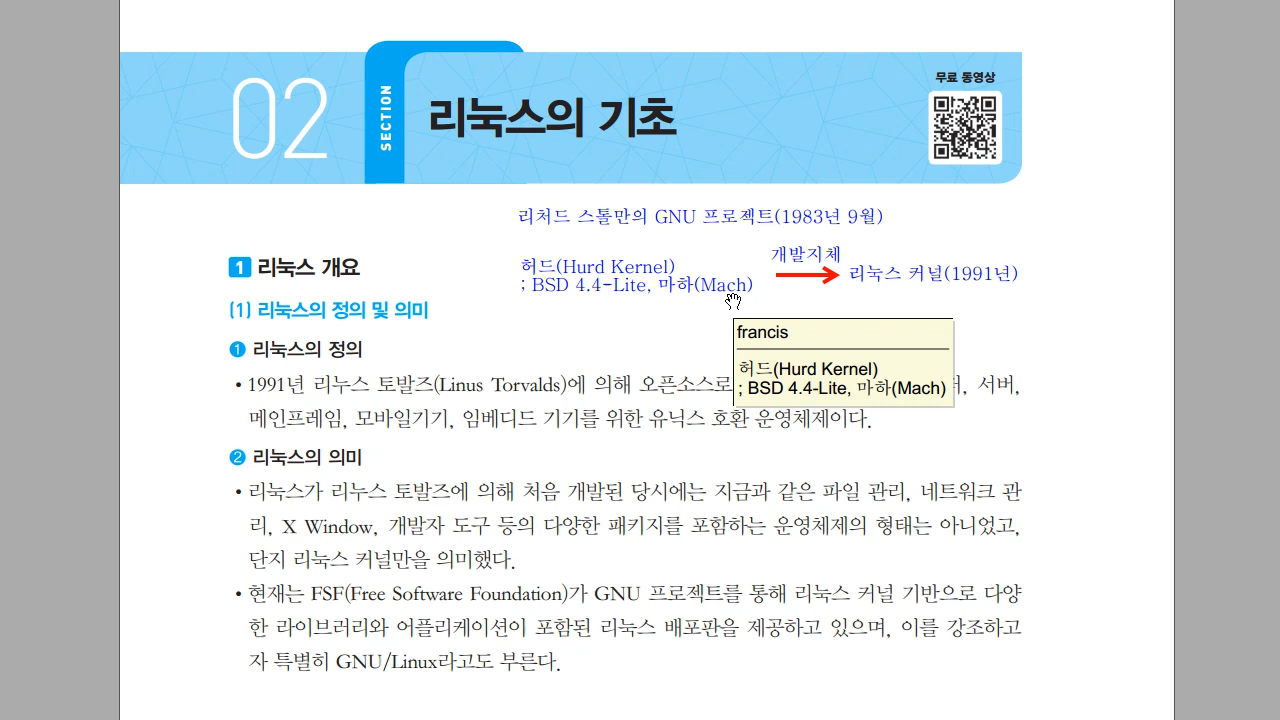 무료 동영상
02
SECTION
리눅스의 기초
리처드 스톨만의 GNU 프로젝트(1983년 9월)
1 리눅스 개요
허드(Hurd Kernel)
; BSD 4.4-Lite, 마하(Mach)
개발지체
리눅스 커널(1991년)
(1) 리눅스의 정의 및 의미
francis
허드(Hurd Kernel)
; BSD 4.4-Lite, 마하(Mach)
1 리눅스의 정의
• 1991년 리누스 토발즈(Linus Torvalds)에 의해 오픈소스로 서버,
메인프레임, 모바일기기, 임베디드 기기를 위한 유닉스 호환 운영체제이다.
2 리눅스의 의미
• 리눅스가 리누스 토발즈에 의해 처음 개발된 당시에는 지금과 같은 파일 관리, 네트워크 관
리, X Window, 개발자 도구 등의 다양한 패키지를 포함하는 운영체제의 형태는 아니었고,
단지 리눅스 커널만을 의미했다.
• 현재는 FSF(Free Software Foundation)가 GNU 프로젝트를 통해 리눅스 커널 기반으로 다양
한 라이브러리와 어플리케이션이 포함된 리눅스 배포판을 제공하고 있으며, 이를 강조하고
자 특별히 GNU/Linux라고도 부른다.